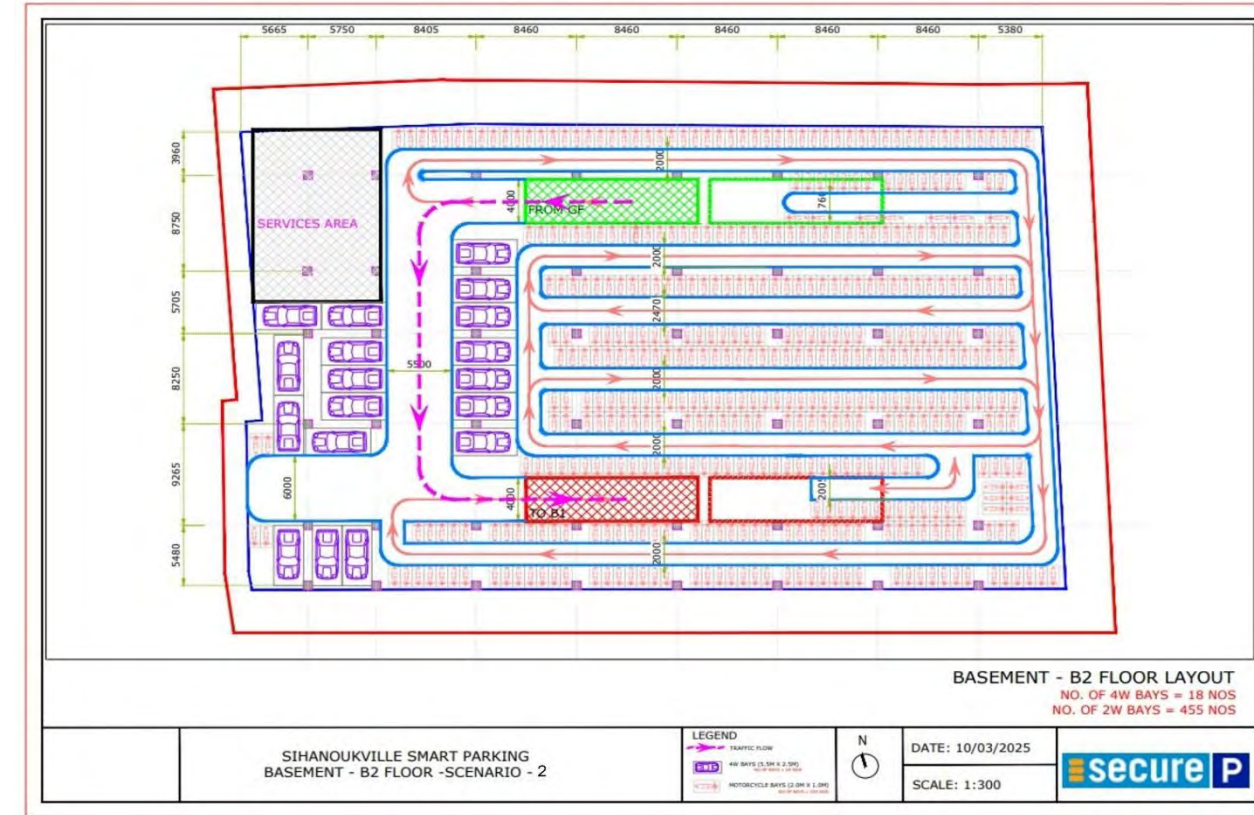 5665 5750 8405 8460 8460 8460 8460 8460 5380
3960
8750
5705
8250
9265
5480
SERVICES AREA
2000
4000
FROM GF
2000
2470
5500
2000
2000
6000
4000
TO B1
2005
2000
BASEMENT - B2 FLOOR LAYOUT
NO. OF 4W BAYS = 18 NOS
NO. OF 2W BAYS = 455 NOS
SIHANOUKVILLE SMART PARKING
BASEMENT - B2 FLOOR -SCENARIO - 2
LEGEND
TRAFFIC FLOW
4W BAYS (5.5M X 2.5M)
MOTORCYCLE BAYS (2.0M X 1.0M)
N
DATE: 10/03/2025
SCALE: 1:300
secure P